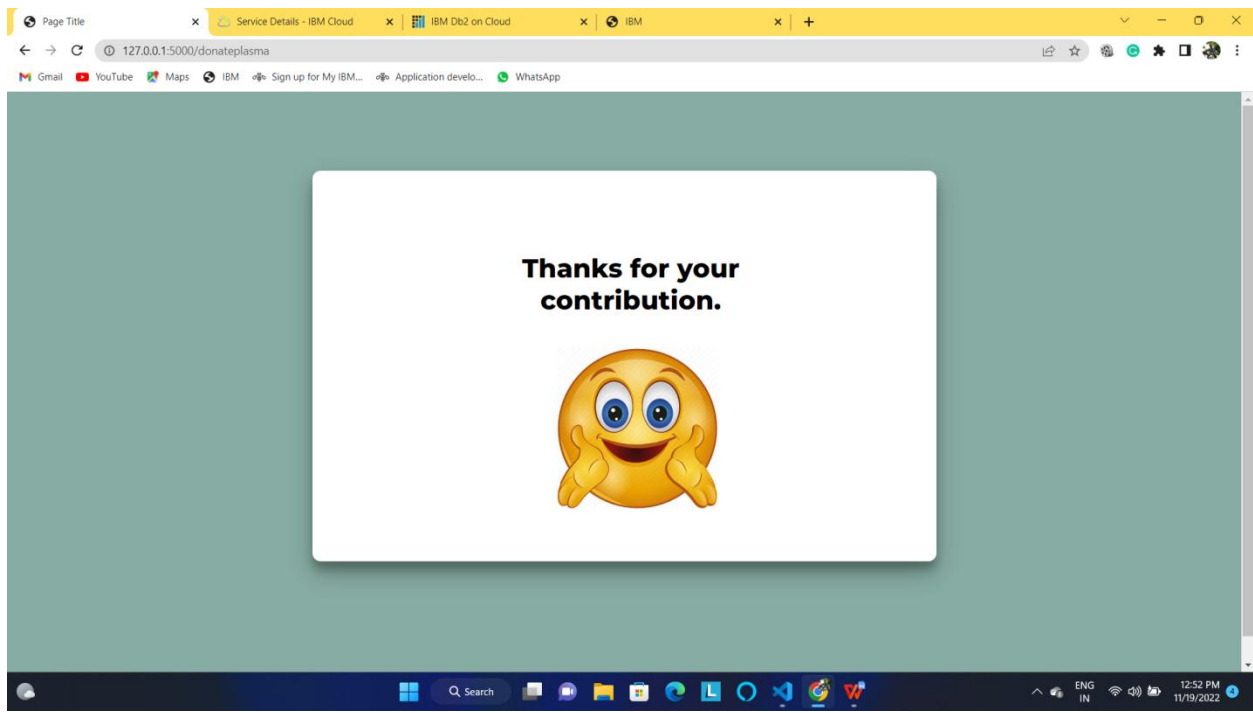 Page Title
Service Details - IBM Cloud
IBM Db2 on Cloud
IBM
127.0.0.1:5000/donateplasma
Gmail YouTube Maps IBM Sign up for My IBM... Application develo... WhatsApp
Thanks for your
contribution.
Search
ENG
IN
12:52 PM
11/19/2022
4